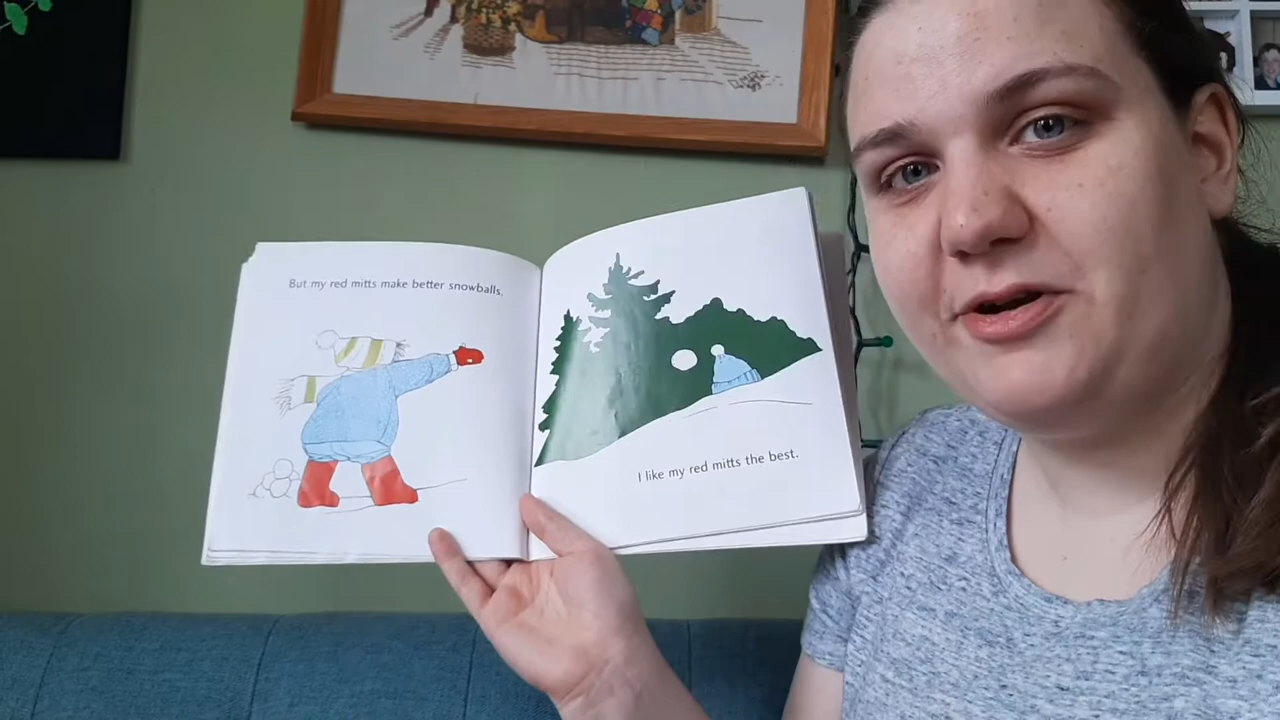 But my red mitts make better snowballs.
I like my red mitts the best.